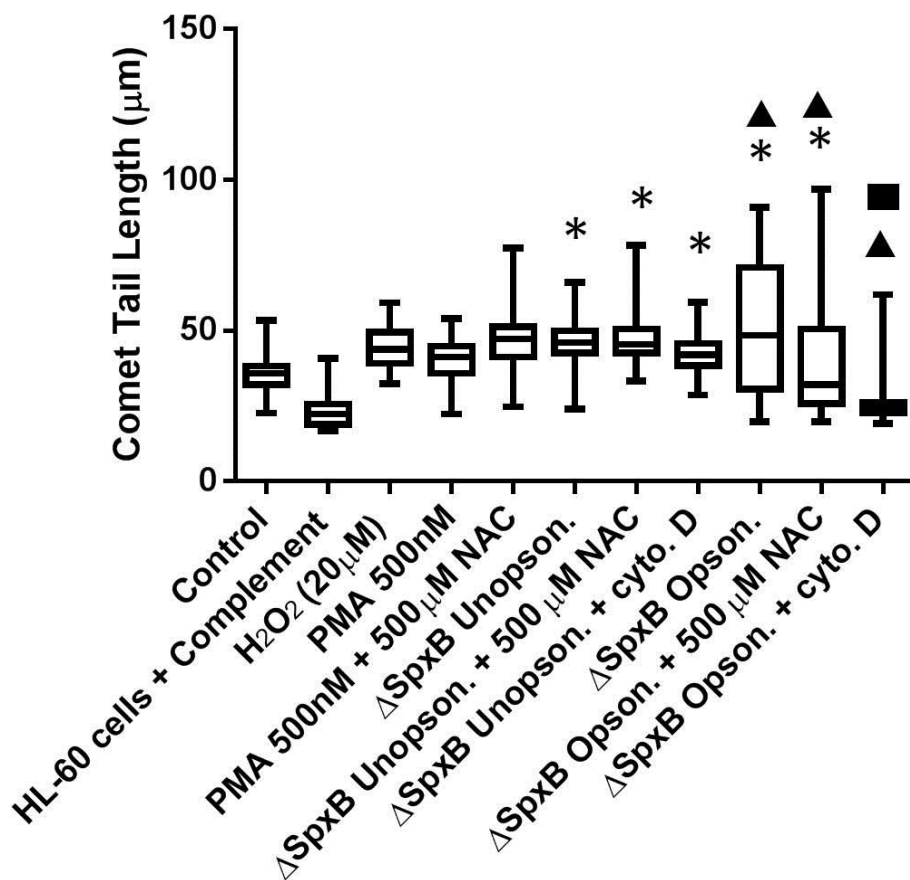 Comet Tail Length (μm)
150
100
50
0
Control
HL-60 cells + Complement
H₂O₂ (20μM)
PMA 500nM
PMA 500nM + 500 μM NAC
ΔSpxB Unopson.
ΔSpxB Unopson. + 500 μM NAC
ΔSpxB Unopson. + cyto. D
ΔSpxB Opson.
ΔSpxB Opson. + 500 μM NAC
ΔSpxB Opson. + cyto. D